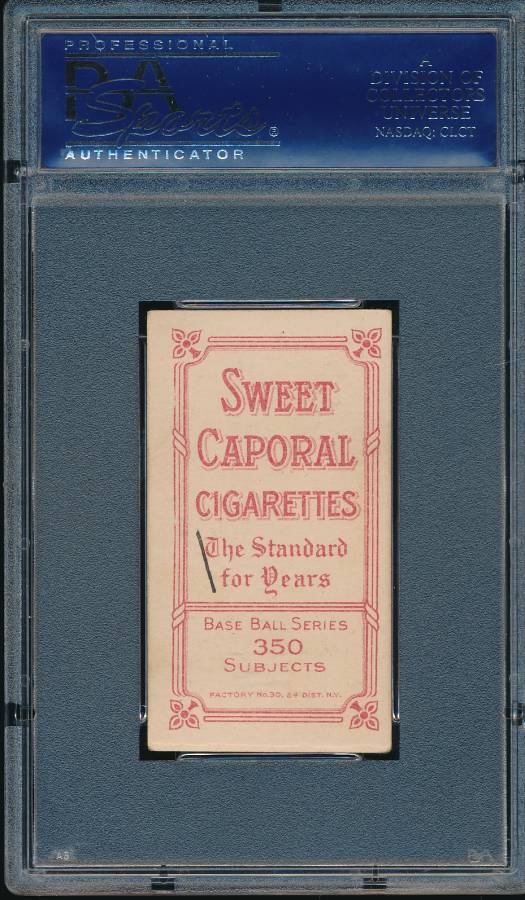 PROFESSIONAL
PSA
Sports®
AUTHENTICATOR
A
DIVISION OF
COLLECTORS
UNIVERSE
NASDAQ: CLCT
SWEET
CAPORAL
CIGARETTES
The Standard
for Years
BASE BALL SERIES
350
SUBJECTS
FACTORY NO. 30, 2d DIST. N.Y.